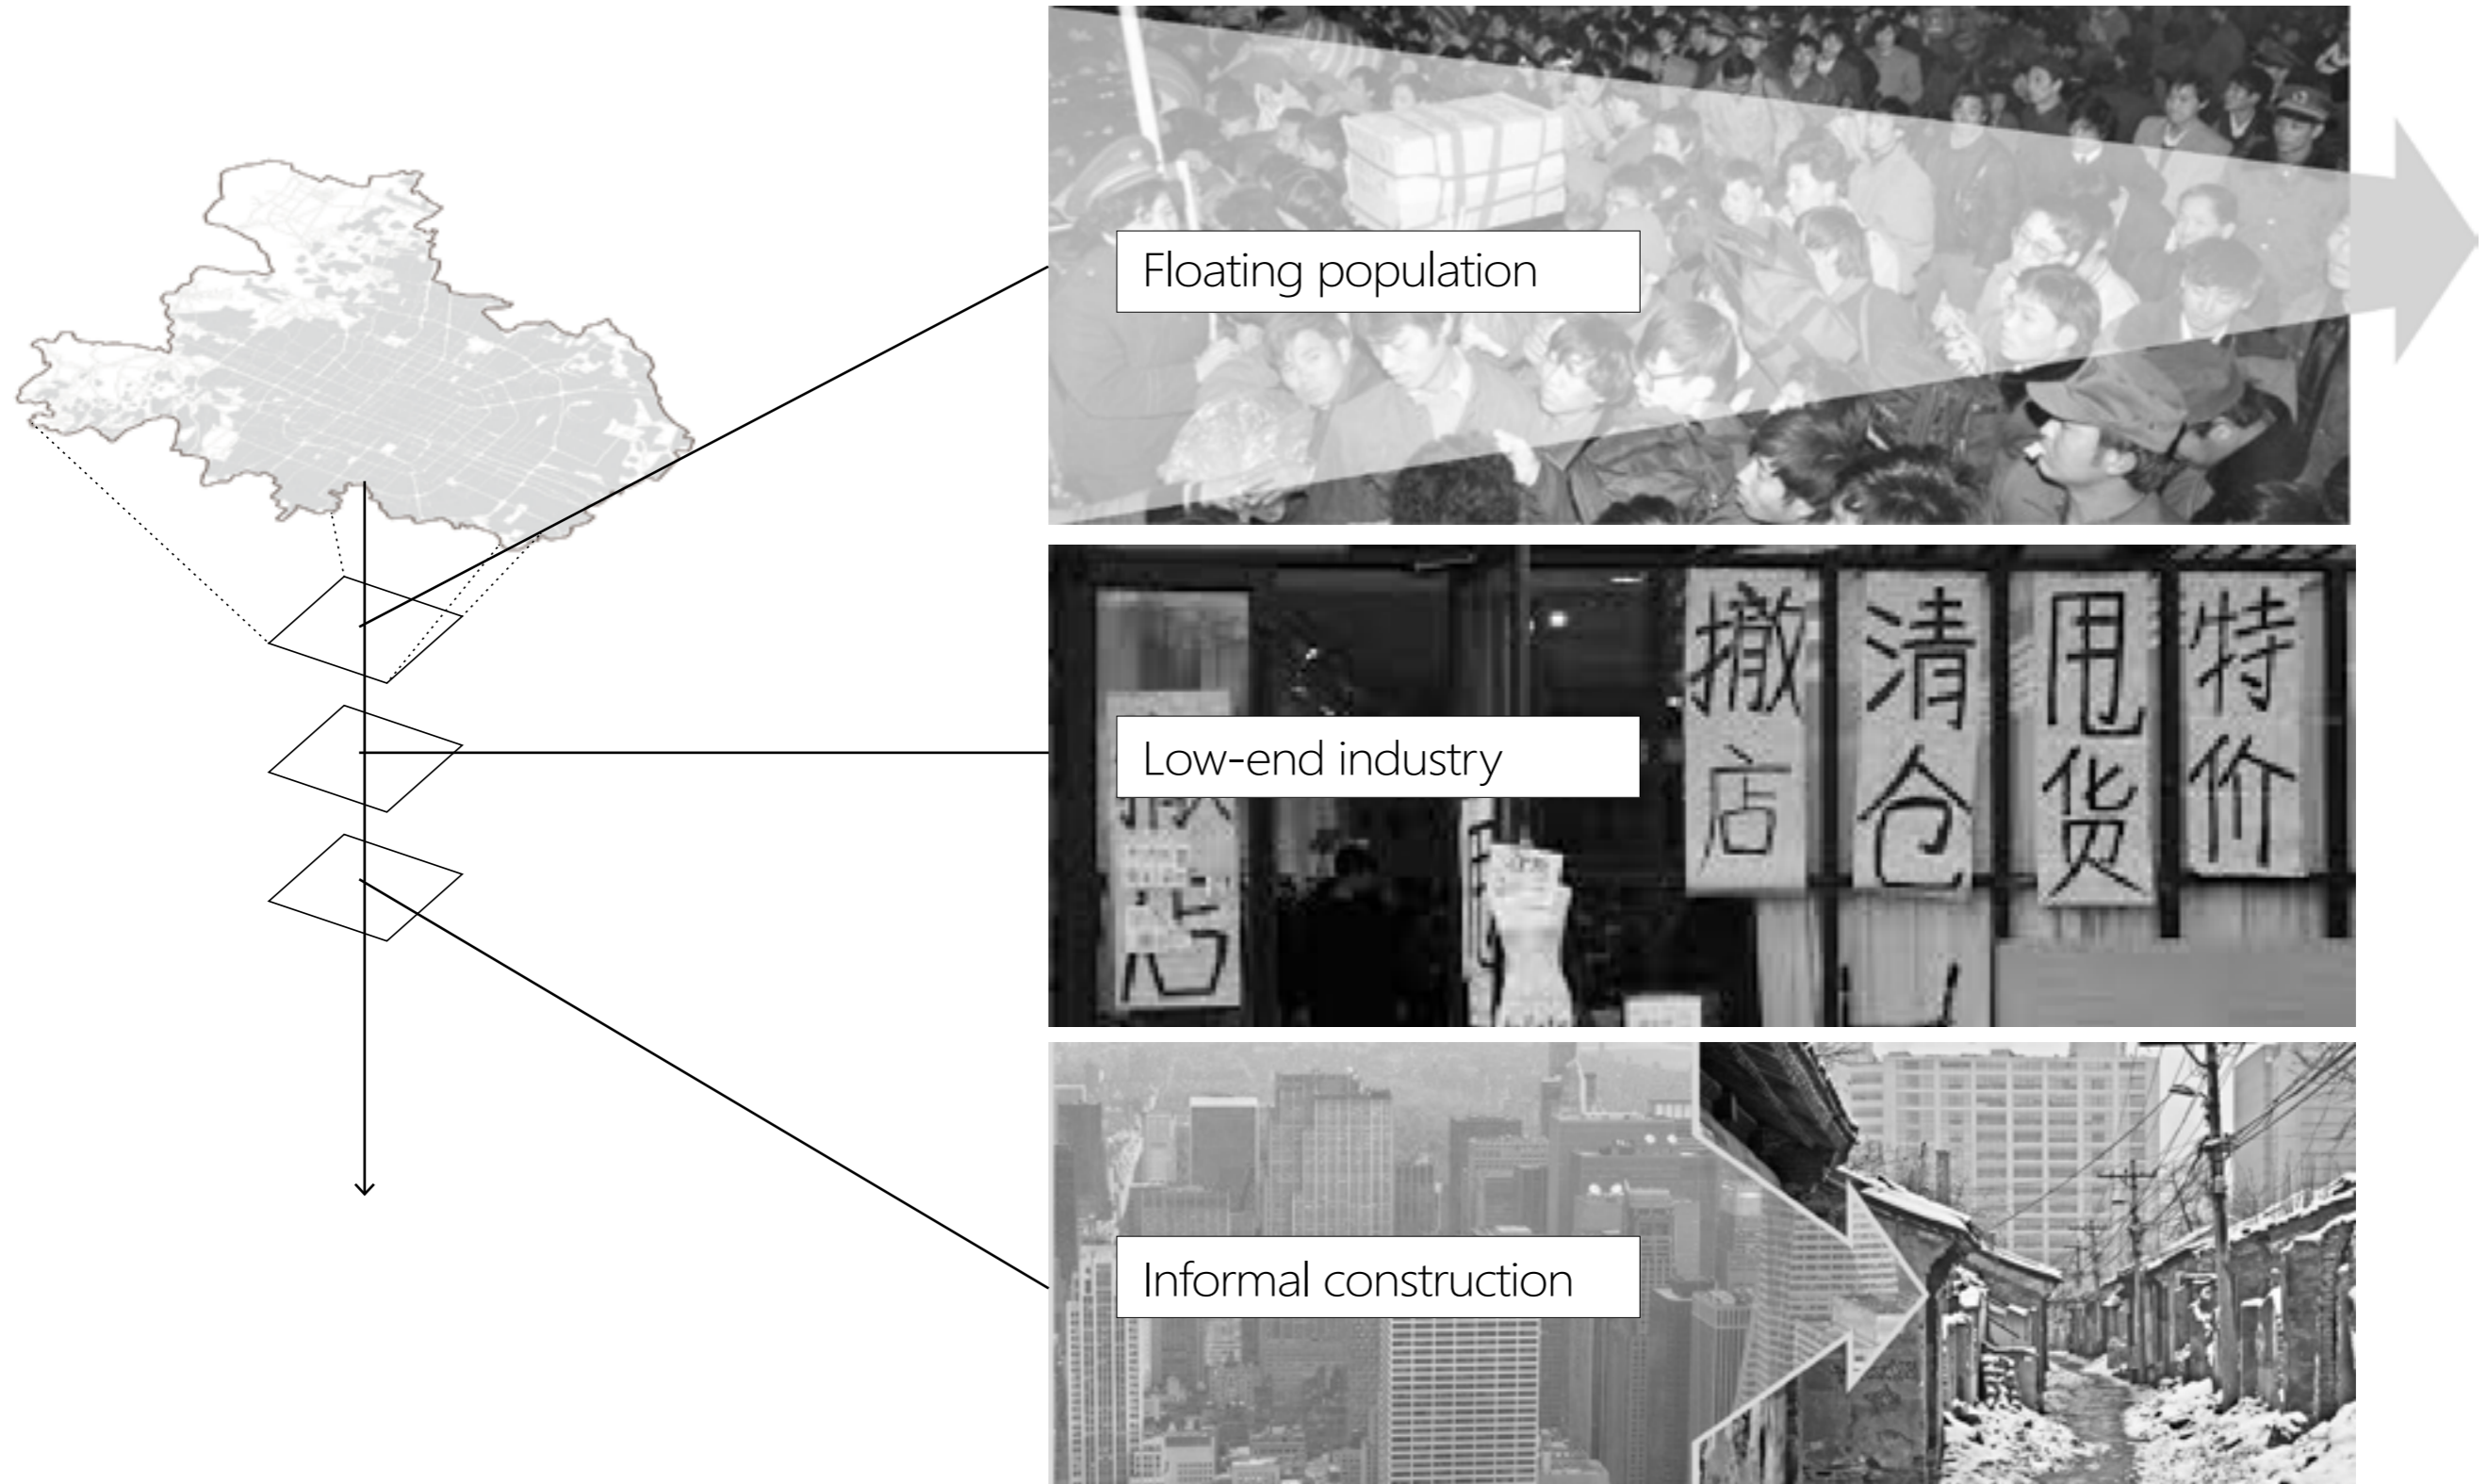 Floating population
撤店
清仓
甩货
特价
Low-end industry
Informal construction